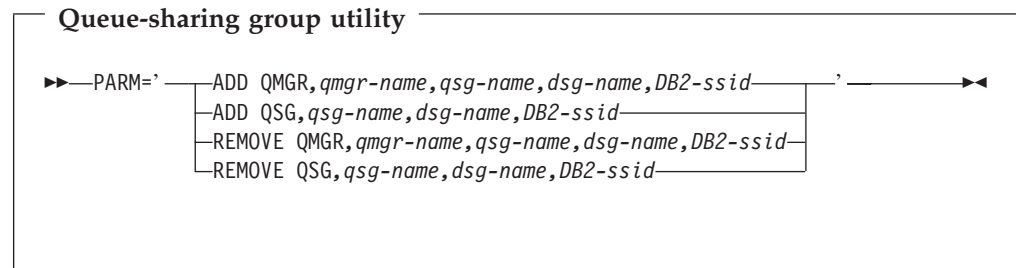 Queue-sharing group utility
PARM=' ADD QMGR,qmgr-name,qsg-name,dsg-name,DB2-ssid '
ADD QSG,qsg-name,dsg-name,DB2-ssid
REMOVE QMGR,qmgr-name,qsg-name,dsg-name,DB2-ssid
REMOVE QSG,qsg-name,dsg-name,DB2-ssid